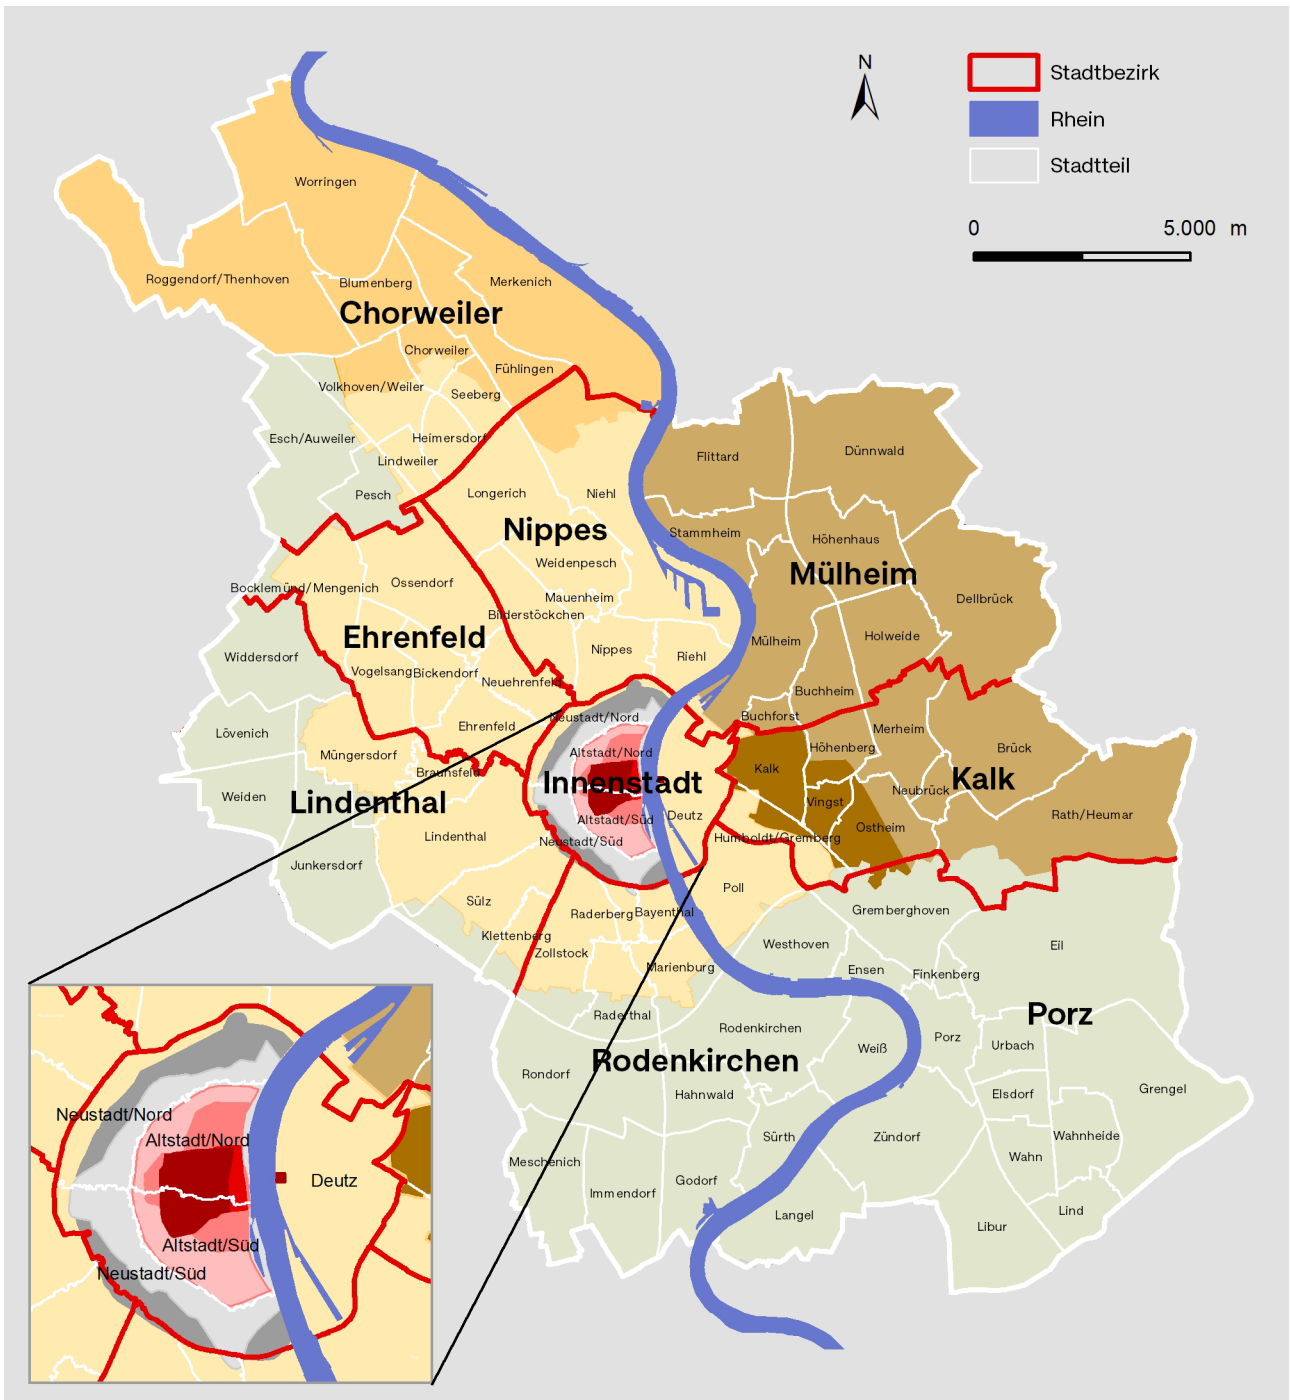 N
Stadtbezirk
Rhein
Stadtteil
0 5.000 m
Worringen
Roggendorf/Thenhoven
Blumenberg
Merkenich
Chorweiler
Chorweiler
Fühlingen
Volkhoven/Weiler
Seeberg
Esch/Auweiler
Heimersdorf
Lindweiler
Pesch
Longerich
Niehl
Flittard
Dünnwald
Nippes
Stammheim
Höhenhaus
Weidenpesch
Mülheim
Bocklemünd/Mengenich
Ossendorf
Mauenheim
Dellbrück
Bilderstöckchen
Ehrenfeld
Mülheim
Holweide
Nippes
Riehl
Widdersdorf
Vogelsang
Bickendorf
Neuehrenfeld
Buchheim
Neustadt/Nord
Buchforst
Ehrenfeld
Merheim
Lövenich
Müngersdorf
Altstadt/Nord
Höhenberg
Brück
Braunsfeld
Kalk
Innenstadt
Kalk
Weiden
Lindenthal
Neubrück
Vingst
Altstadt/Süd
Deutz
Rath/Heumar
Ostheim
Lindenthal
Neustadt/Süd
Humboldt/Gremberg
Junkersdorf
Poll
Sülz
Raderberg
Bayenthal
Gremberghoven
Klettenberg
Westhoven
Eil
Zollstock
Marienburg
Ensen
Finkenberg
Raderthal
Porz
Rodenkirchen
Porz
Weiß
Urbach
Rodenkirchen
Rondorf
Hahnwald
Elsdorf
Grengel
Sürth
Zündorf
Wahnheide
Meschenich
Wahn
Immendorf
Godorf
Langel
Libur
Lind
Neustadt/Nord
Altstadt/Nord
Deutz
Altstadt/Süd
Neustadt/Süd